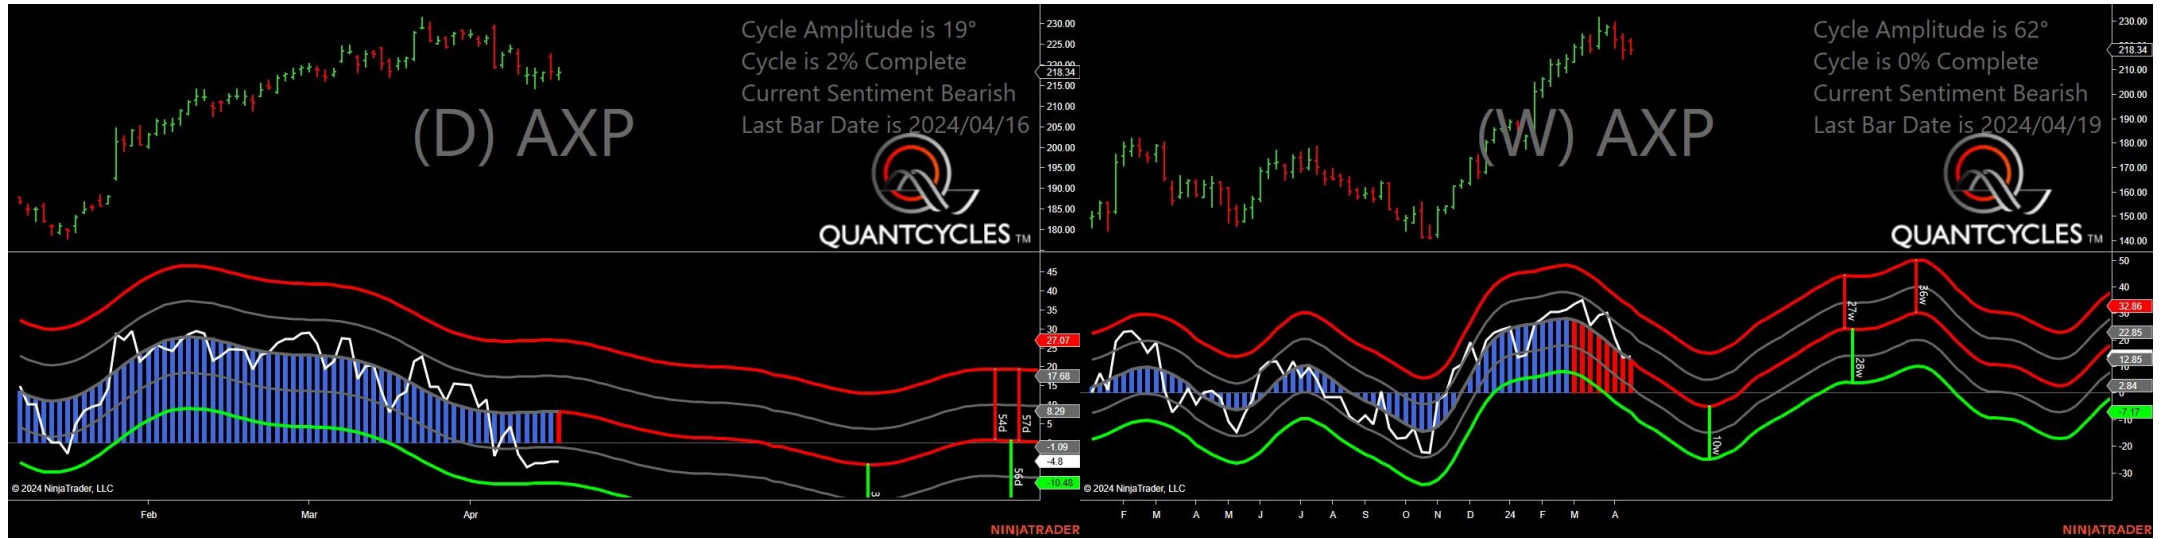 Cycle Amplitude is 19°
Cycle is 2% Complete
Current Sentiment Bearish
Last Bar Date is 2024/04/16
(D) AXP
QUANTCYCLES TM
230.00
225.00
220.00
218.34
215.00
210.00
205.00
200.00
195.00
190.00
185.00
180.00
45
40
35
30
27.07
25
20
17.68
15
10
8.29
5
-1.09
-4.8
-10.48
54d
57d
56d
3
© 2024 NinjaTrader, LLC
Feb Mar Apr
NINJATRADER
Cycle Amplitude is 62°
Cycle is 0% Complete
Current Sentiment Bearish
Last Bar Date is 2024/04/19
(W) AXP
QUANTCYCLES TM
230.00
218.34
210.00
200.00
190.00
180.00
170.00
160.00
150.00
140.00
50
40
32.86
30
22.85
20
12.85
2.84
0
-7.17
-10
-20
-30
27w
36w
28w
10w
© 2024 NinjaTrader, LLC
F M A M J J A S O N D 24 F M A
NINJATRADER